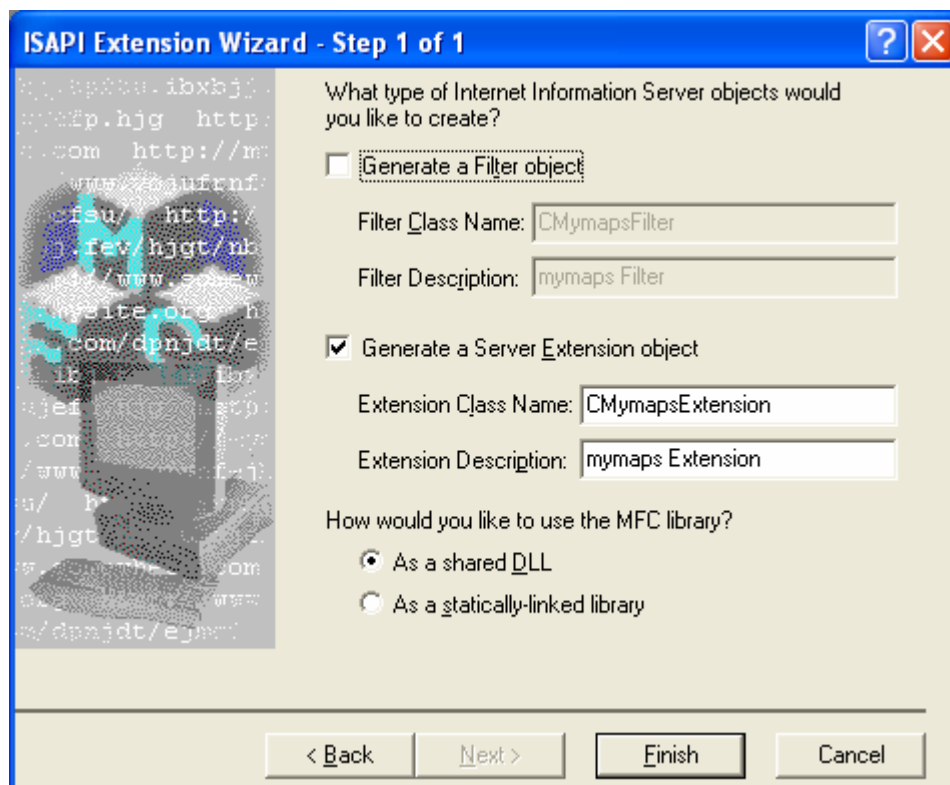 ISAPI Extension Wizard - Step 1 of 1
What type of Internet Information Server objects would
you like to create?
Generate a Filter object
Filter Class Name: CMymapsFilter
Filter Description: mymaps Filter
Generate a Server Extension object
Extension Class Name: CMymapsExtension
Extension Description: mymaps Extension
How would you like to use the MFC library?
As a shared DLL
As a statically-linked library
< Back Next > Finish Cancel